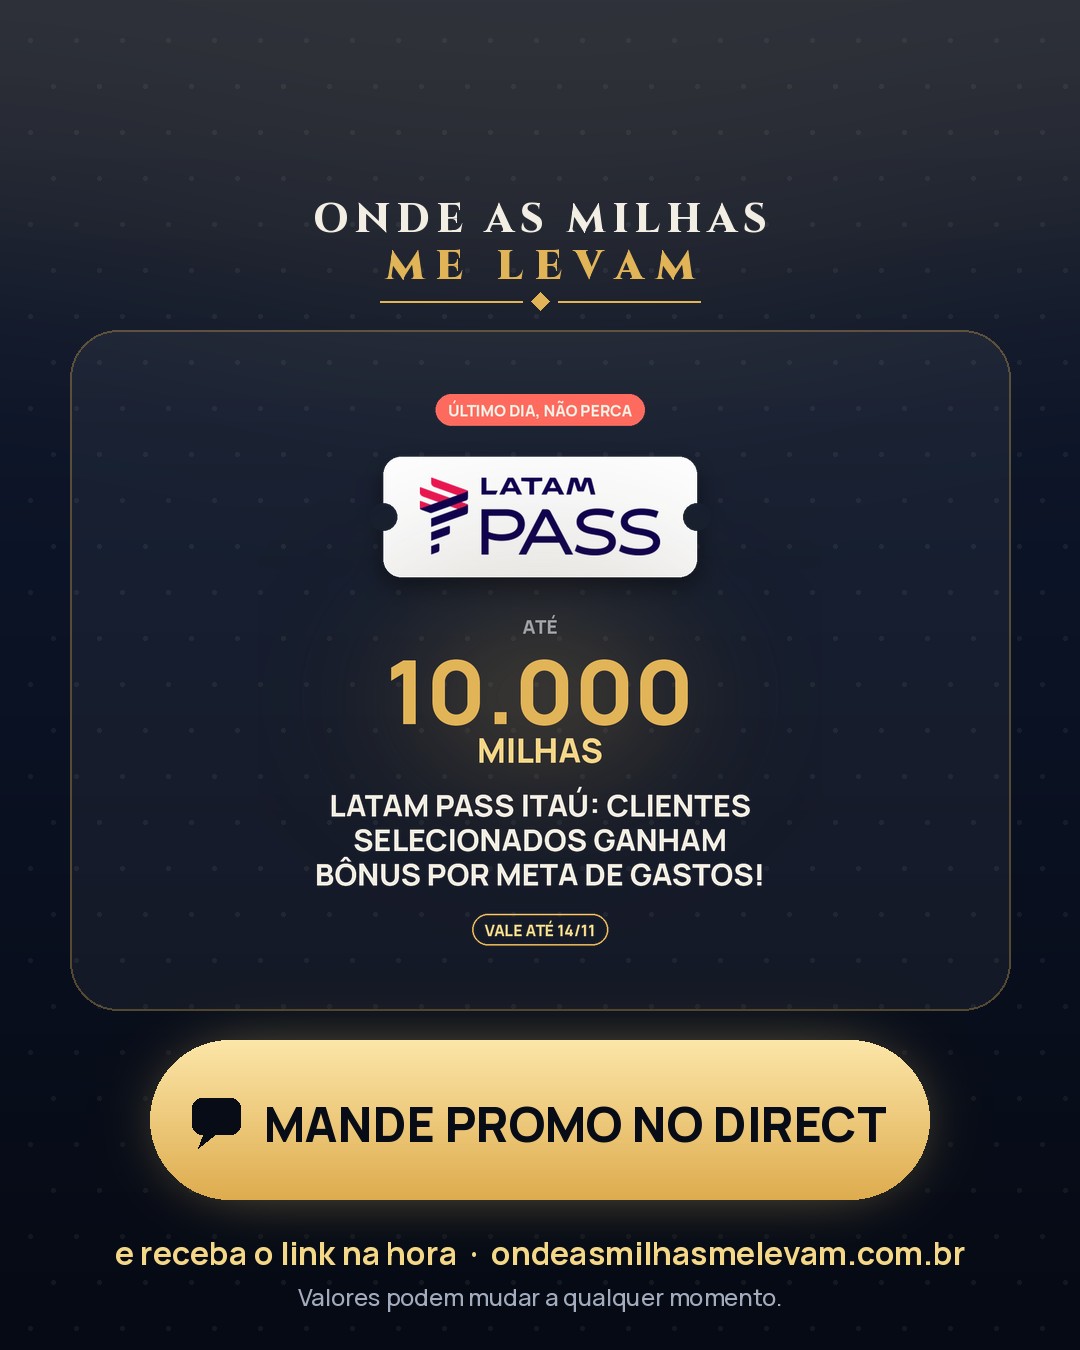 ONDE AS MILHAS
ME LEVAM
ÚLTIMO DIA, NÃO PERCA
LATAM
PASS
ATÉ
10.000
MILHAS
LATAM PASS ITAÚ: CLIENTES
SELECIONADOS GANHAM
BÔNUS POR META DE GASTOS!
VALE ATÉ 14/11
MANDE PROMO NO DIRECT
e receba o link na hora · ondeasmilhasmelevam.com.br
Valores podem mudar a qualquer momento.